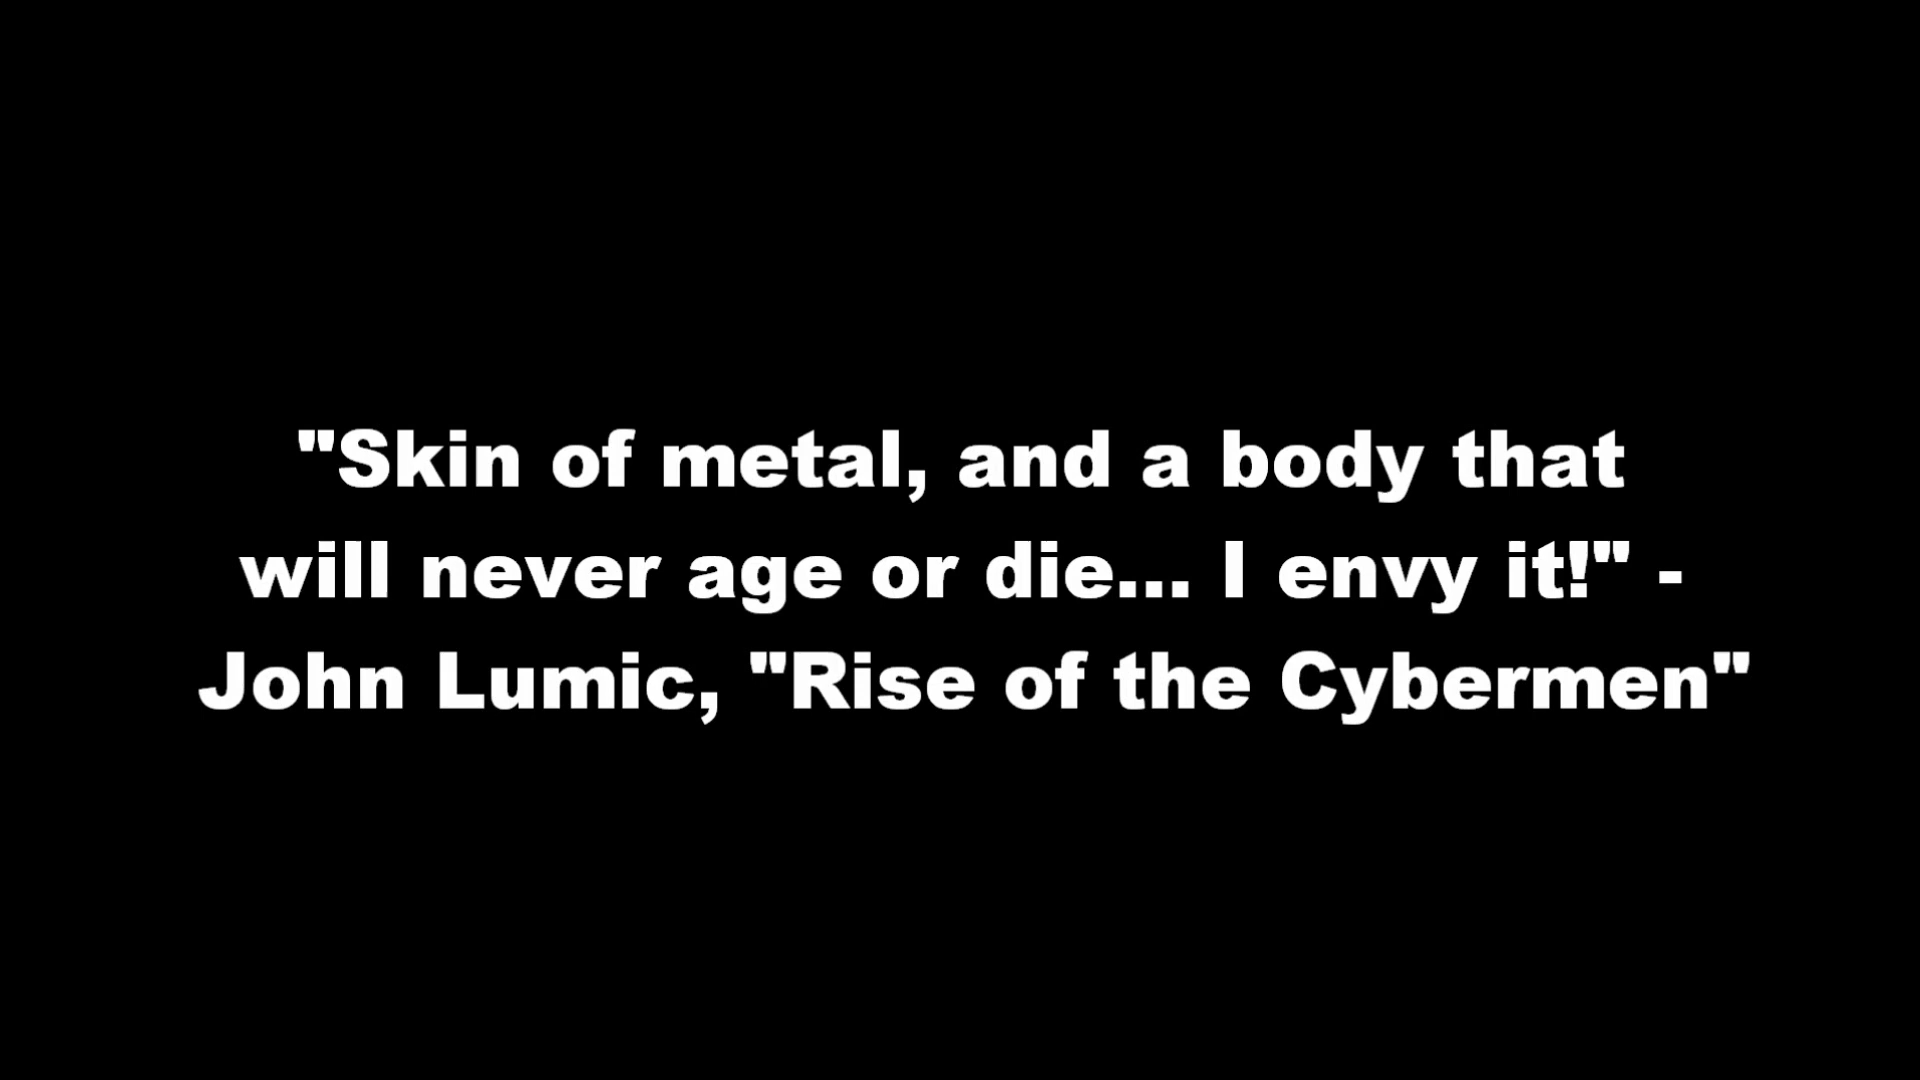 "Skin of metal, and a body that
will never age or die... I envy it!" -
John Lumic, "Rise of the Cybermen"